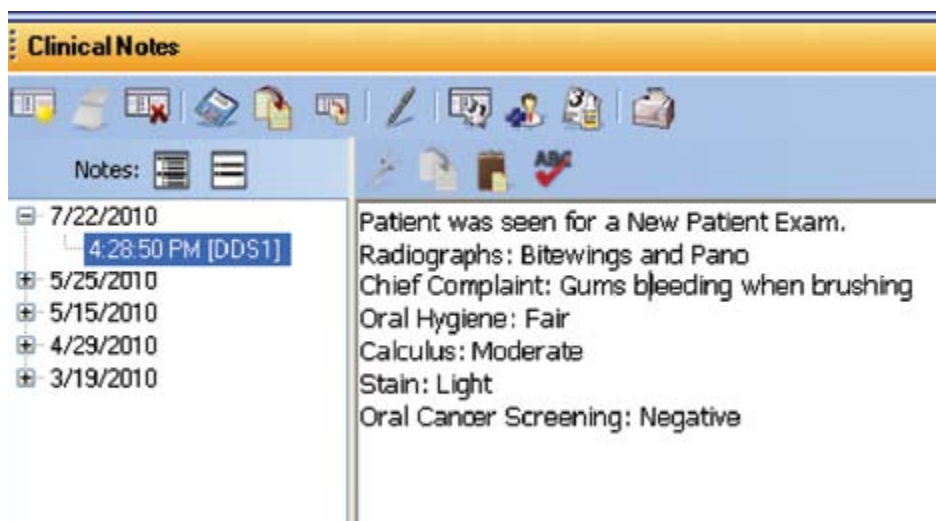 Clinical Notes
31
ABC
Notes:
7/22/2010
4:28:50 PM [DDS1]
5/25/2010
5/15/2010
4/29/2010
3/19/2010
Patient was seen for a New Patient Exam.
Radiographs: Bitewings and Pano
Chief Complaint: Gums bleeding when brushing
Oral Hygiene: Fair
Calculus: Moderate
Stain: Light
Oral Cancer Screening: Negative